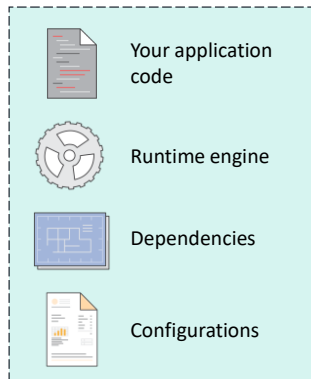 Your application
code
Runtime engine
Dependencies
Configurations